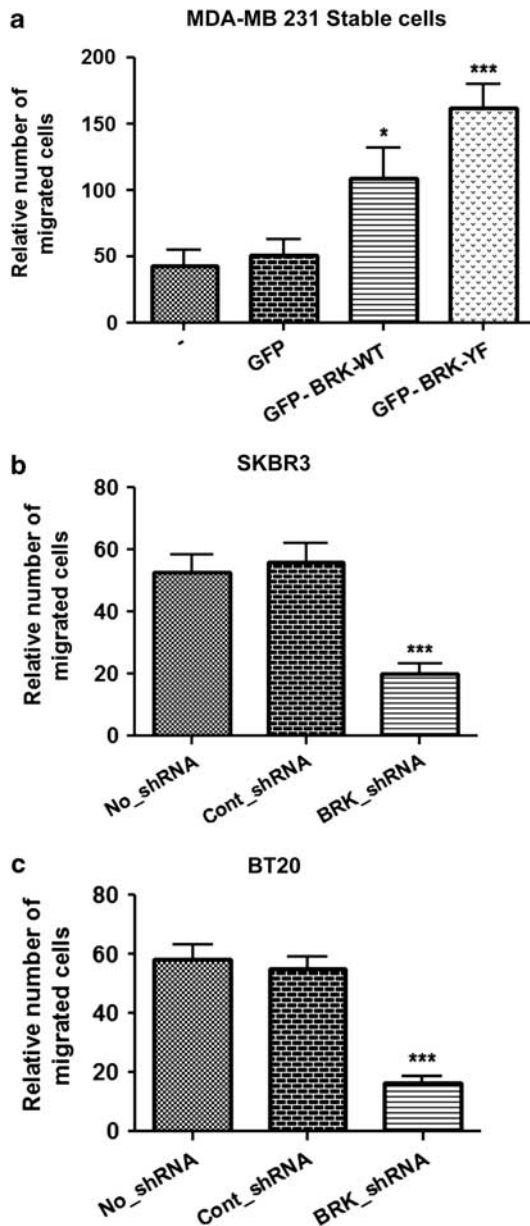 a
MDA-MB 231 Stable cells
Relative number of
migrated cells
200
150
100
50
0
*
***
-
GFP
GFP- BRK-WT
GFP- BRK-YF
b
SKBR3
Relative number of
migrated cells
80
60
40
20
0
***
No_shRNA
Cont_shRNA
BRK_shRNA
c
BT20
Relative number of
migrated cells
80
60
40
20
0
***
No_shRNA
Cont_shRNA
BRK_shRNA